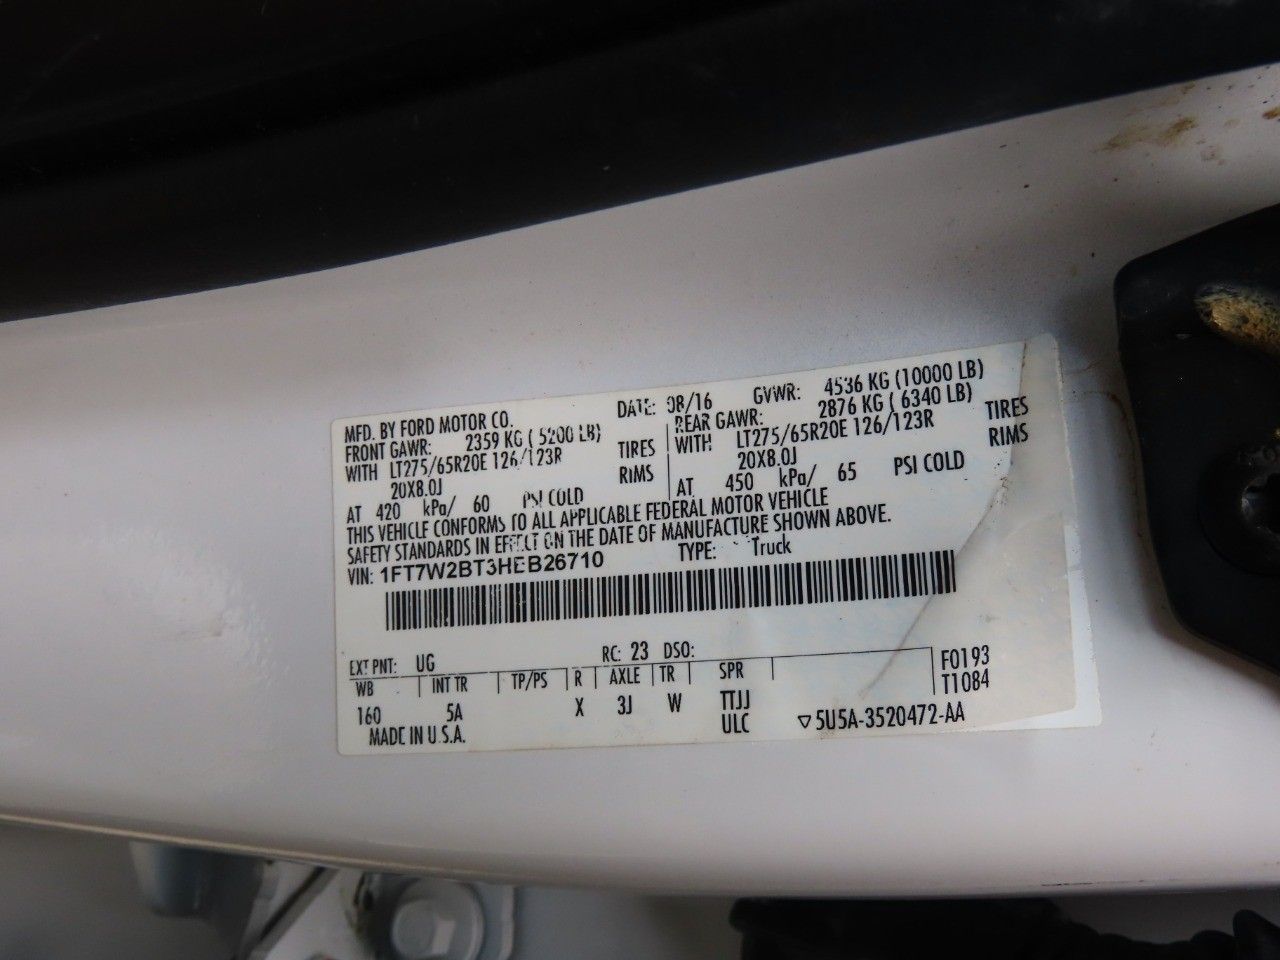 MFD. BY FORD MOTOR CO.
DATE: 08/16 GVWR: 4536 KG (10000 LB)
FRONT GAWR: 2359 KG ( 5200 LB)
REAR GAWR: 2876 KG ( 6340 LB)
WITH LT275/65R20E 126/123R TIRES
WITH LT275/65R20E 126/123R TIRES
20X8.0J RIMS
20X8.0J RIMS
AT 420 kPa/ 60 PSI COLD
AT 450 kPa/ 65 PSI COLD
THIS VEHICLE CONFORMS TO ALL APPLICABLE FEDERAL MOTOR VEHICLE
SAFETY STANDARDS IN EFFECT ON THE DATE OF MANUFACTURE SHOWN ABOVE.
VIN: 1FT7W2BT3HEB26710 TYPE: Truck
EXT PNT: UG RC: 23 DSO:
WB INT TR TP/PS R AXLE TR SPR
160 5A X 3J W TTJJ
ULC
F0193
T1084
MADE IN U.S.A.
▽5U5A-3520472-AA